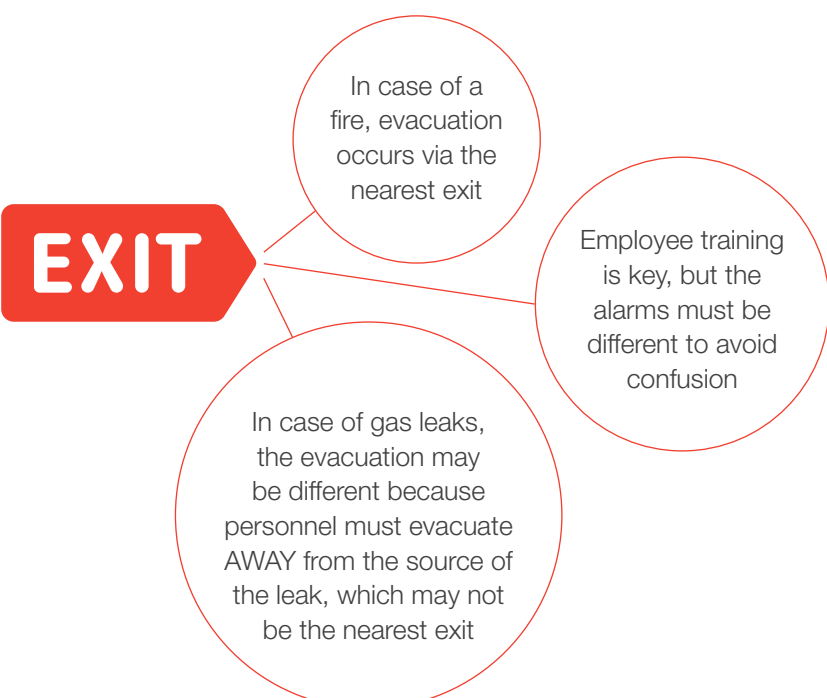 EXIT
In case of a
fire, evacuation
occurs via the
nearest exit
Employee training
is key, but the
alarms must be
different to avoid
confusion
In case of gas leaks,
the evacuation may
be different because
personnel must evacuate
AWAY from the source of
the leak, which may not
be the nearest exit